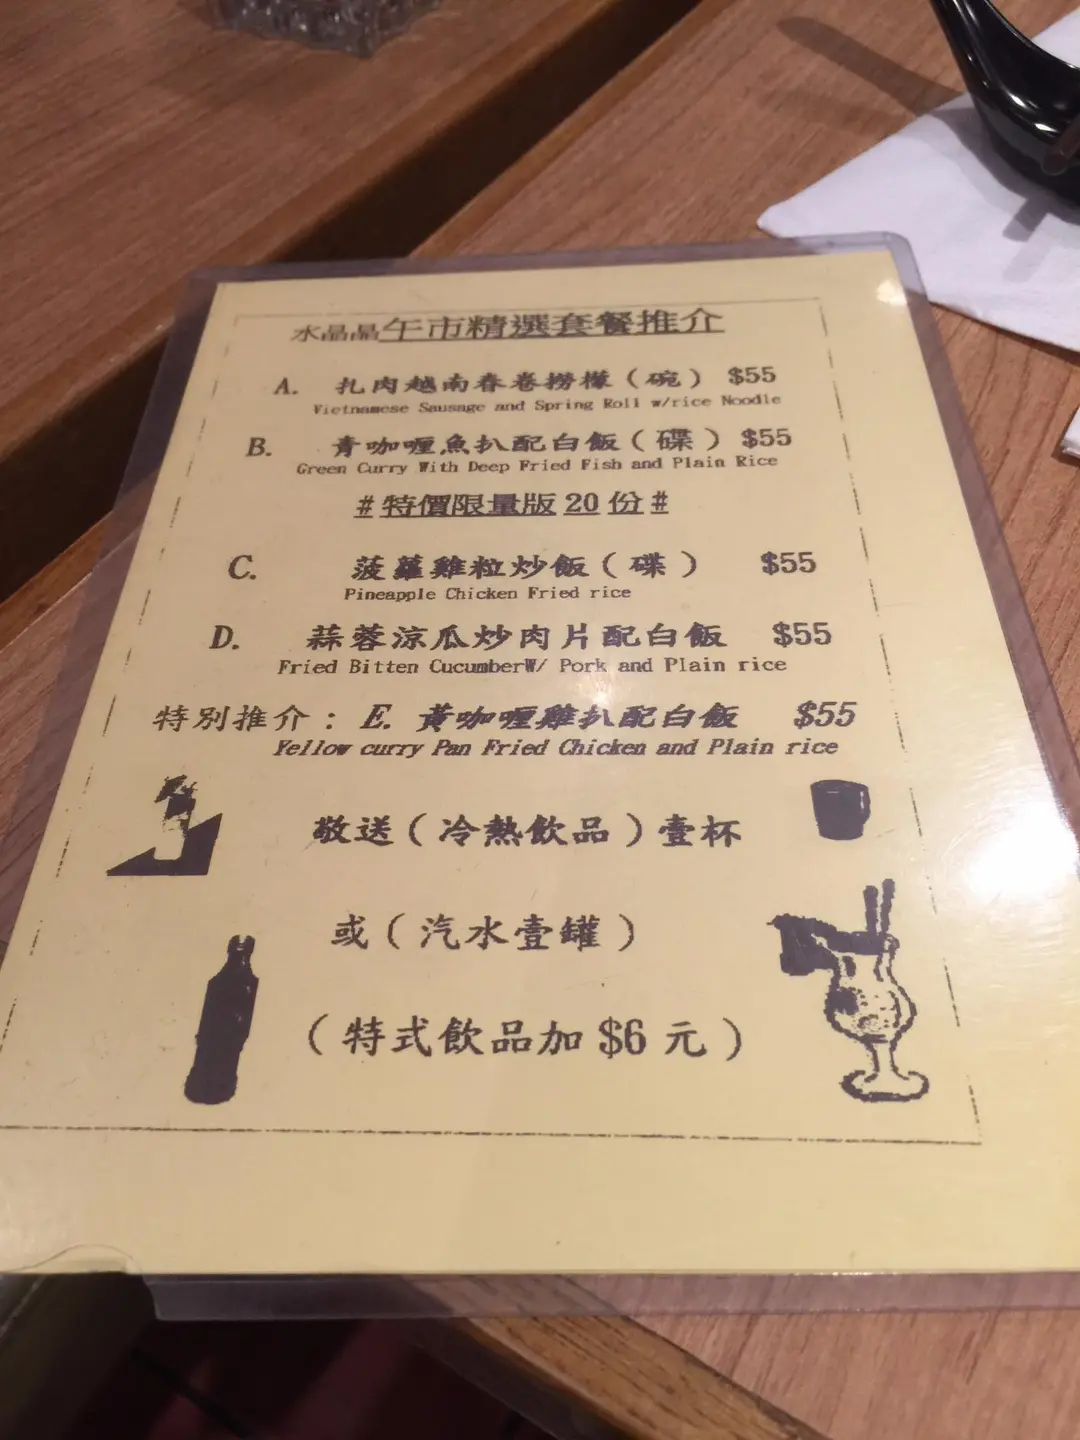 水晶晶午市精選套餐推介
A. 扎肉越南春卷撈檬（碗） $55
Vietnamese Sausage and Spring Roll w/rice Noodle
B. 青咖喱魚扒配白飯（碟） $55
Green Curry With Deep Fried Fish and Plain Rice
# 特價限量版 20 份 #
C. 菠蘿雞粒炒飯（碟） $55
Pineapple Chicken Fried rice
D. 蒜蓉涼瓜炒肉片配白飯 $55
Fried Bitten CucumberW/ Pork and Plain rice
特別推介： E. 黃咖喱雞扒配白飯 $55
Yellow curry Pan Fried Chicken and Plain rice
敬送（冷熱飲品）壹杯
或（汽水壹罐）
（特式飲品加 $6 元）